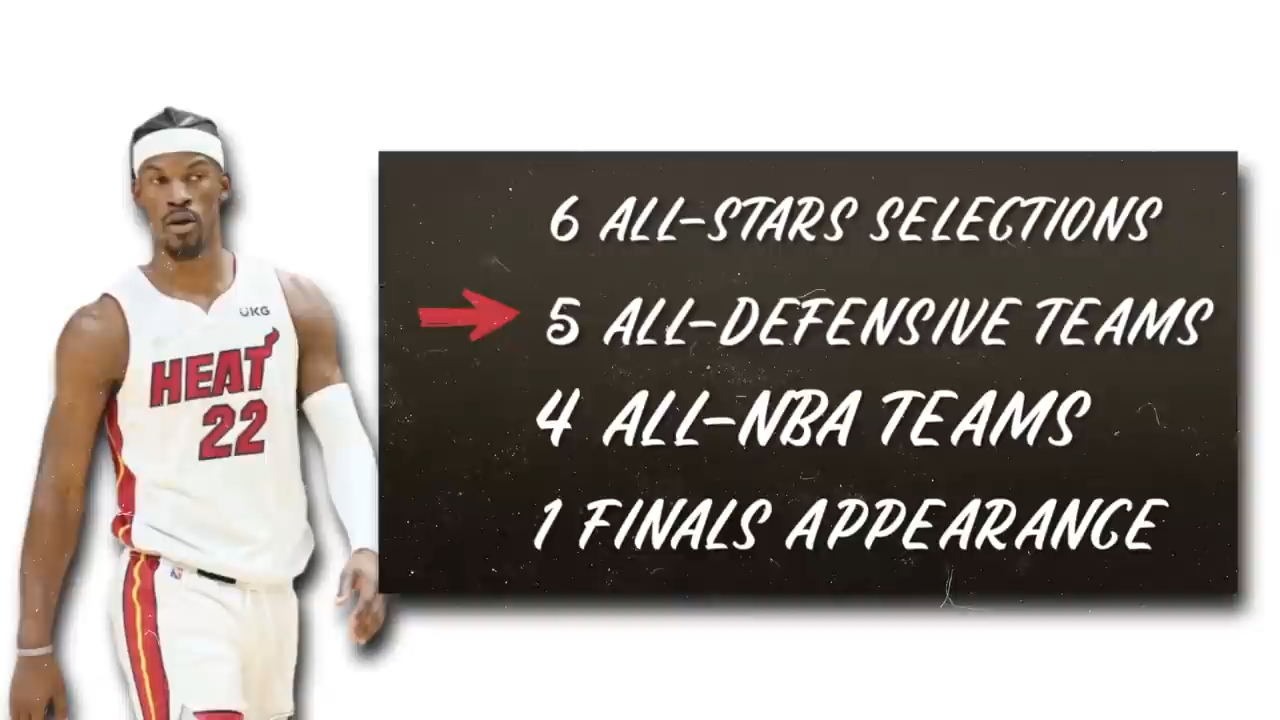 UKG
HEAT
22
6 ALL-STARS SELECTIONS
5 ALL-DEFENSIVE TEAMS
4 ALL-NBA TEAMS
1 FINALS APPEARANCE